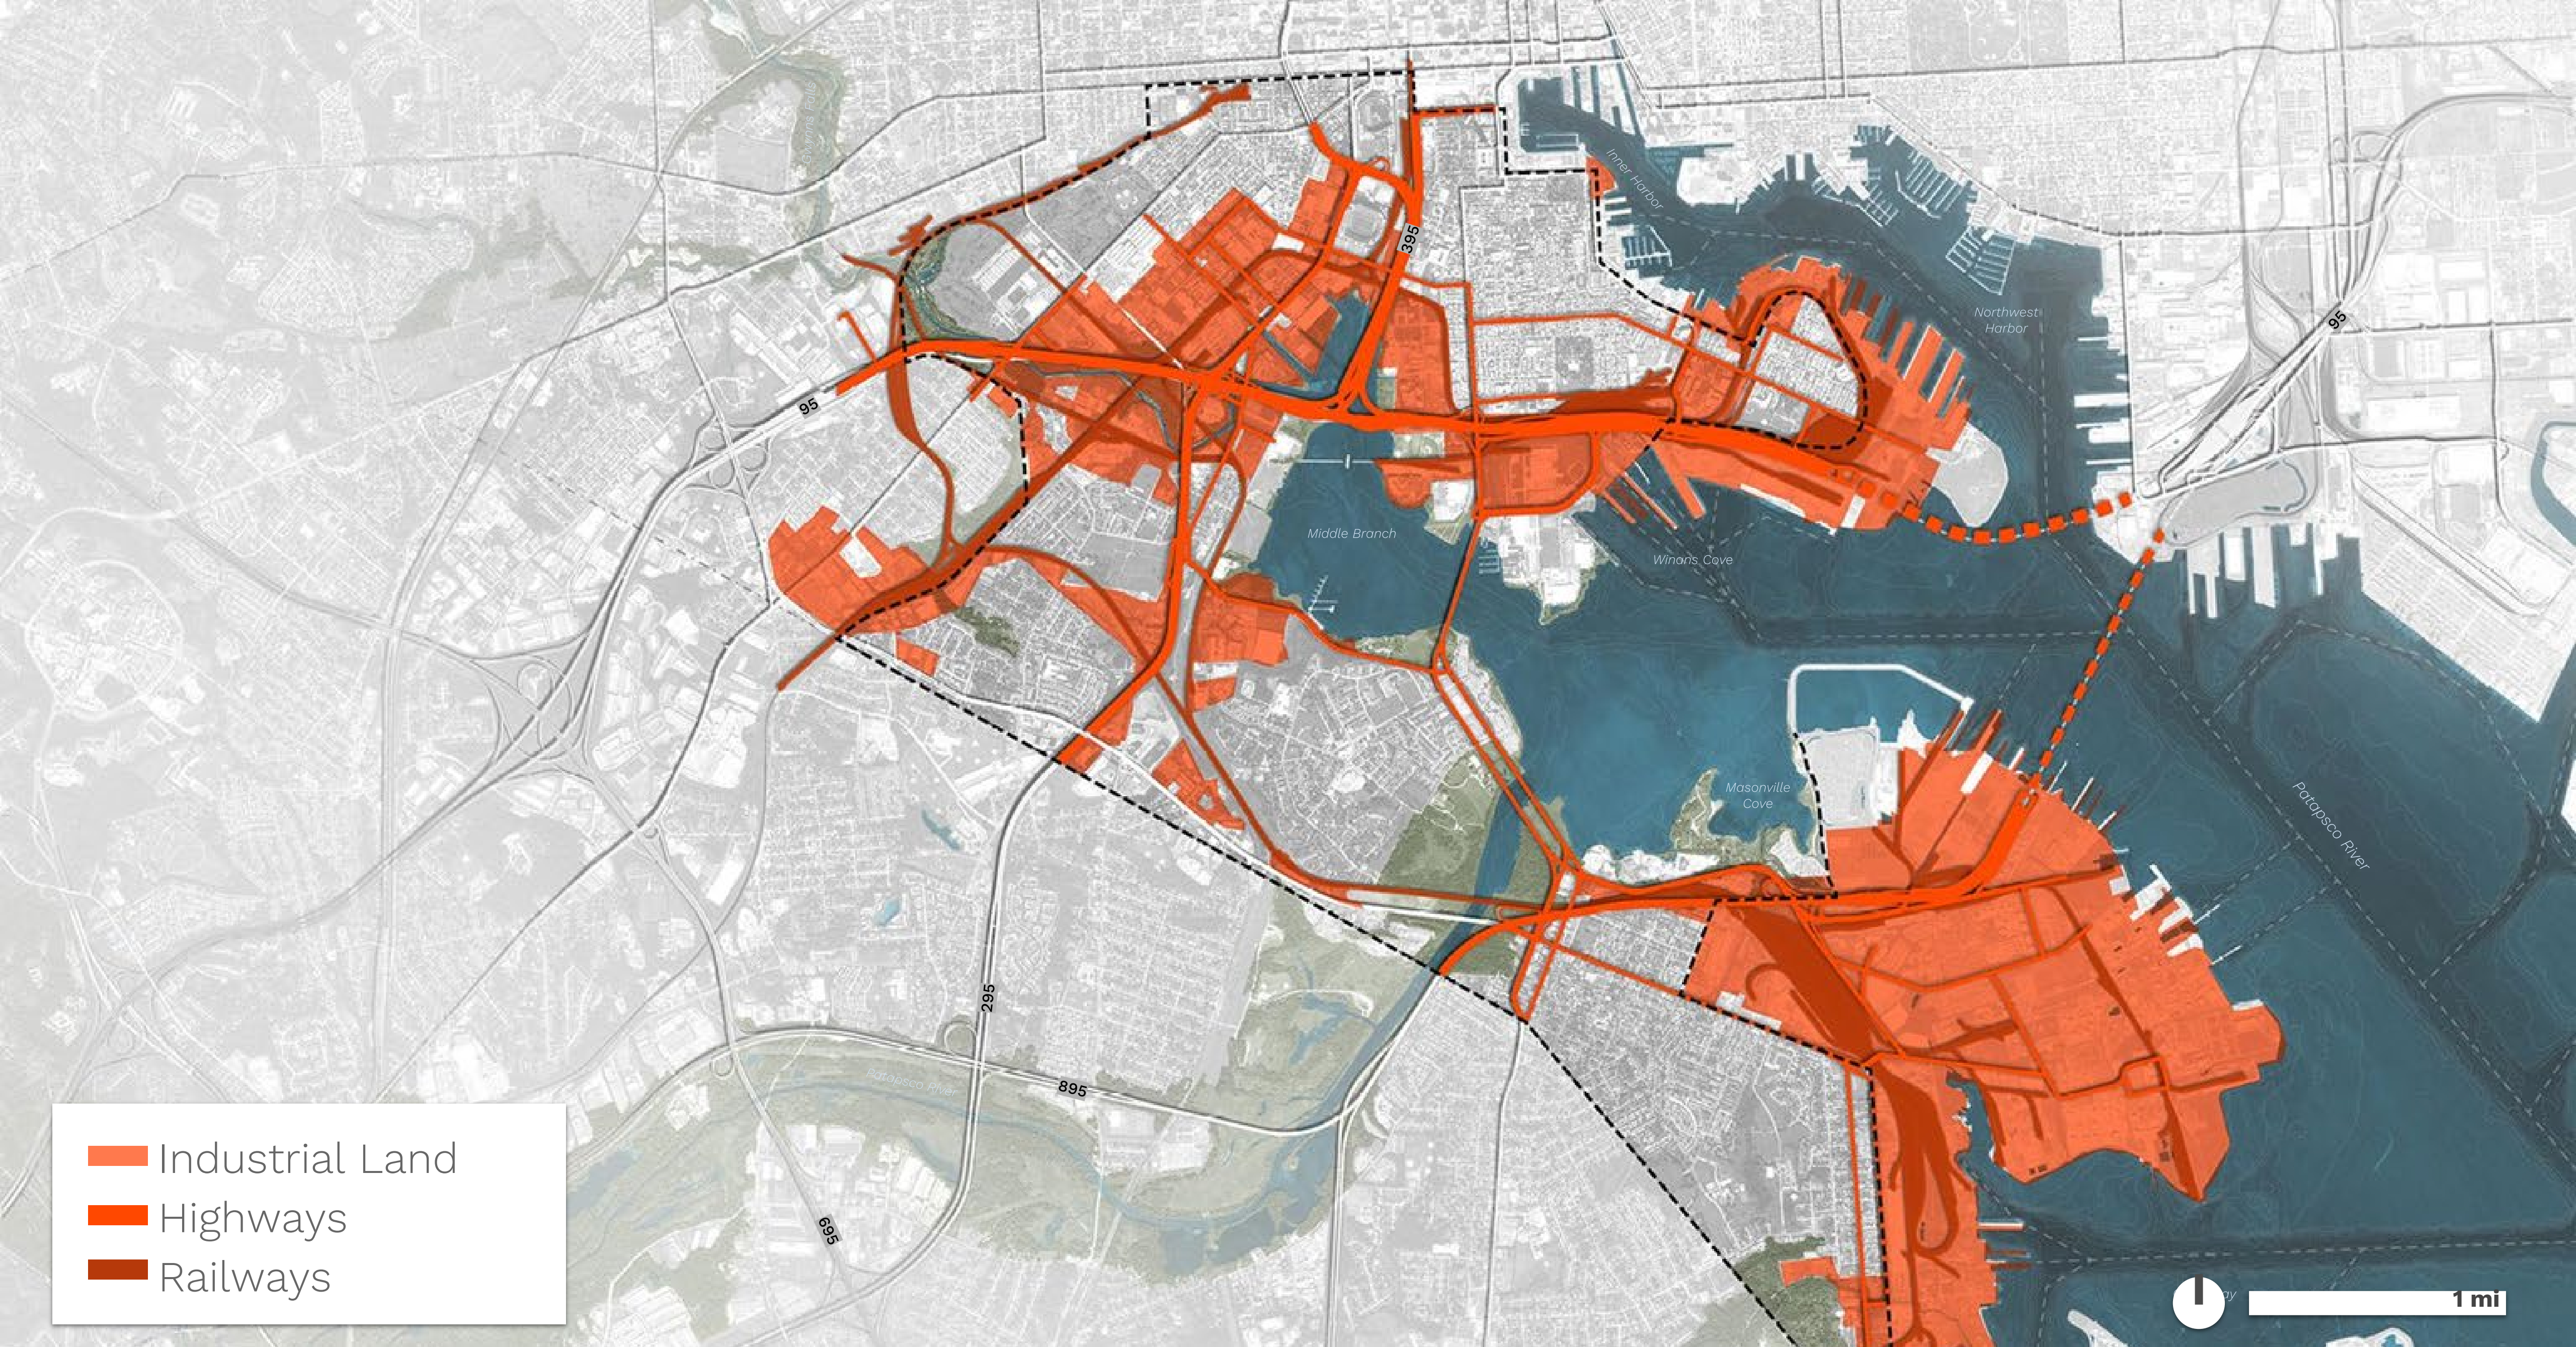 Inner Harbor
395
Northwest
Harbor
95
95
Middle Branch
Winans Cove
Masonville
Cove
Patapsco River
295
895
695
Industrial Land
Highways
Railways
1 mi